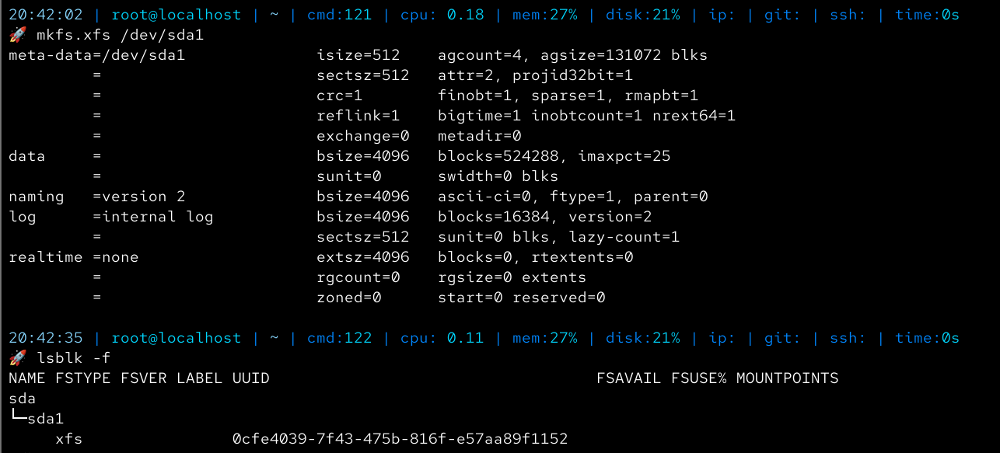 20:42:02 | root@localhost | ~ | cmd:121 | cpu: 0.18 | mem:27% | disk:21% | ip: | git: | ssh: | time:0s
🚀 mkfs.xfs /dev/sda1
meta-data=/dev/sda1              isize=512    agcount=4, agsize=131072 blks
         =                       sectsz=512   attr=2, projid32bit=1
         =                       crc=1        finobt=1, sparse=1, rmapbt=1
         =                       reflink=1    bigtime=1 inobtcount=1 nrext64=1
         =                       exchange=0   metadir=0
data     =                       bsize=4096   blocks=524288, imaxpct=25
         =                       sunit=0      swidth=0 blks
naming   =version 2              bsize=4096   ascii-ci=0, ftype=1, parent=0
log      =internal log           bsize=4096   blocks=16384, version=2
         =                       sectsz=512   sunit=0 blks, lazy-count=1
realtime =none                   extsz=4096   blocks=0, rtextents=0
         =                       rgcount=0    rgsize=0 extents
         =                       zoned=0      start=0 reserved=0
20:42:35 | root@localhost | ~ | cmd:122 | cpu: 0.11 | mem:27% | disk:21% | ip: | git: | ssh: | time:0s
🚀 lsblk -f
NAME FSTYPE FSVER LABEL UUID                                   FSAVAIL FSUSE% MOUNTPOINTS
sda
└─sda1
     xfs                0cfe4039-7f43-475b-816f-e57aa89f1152